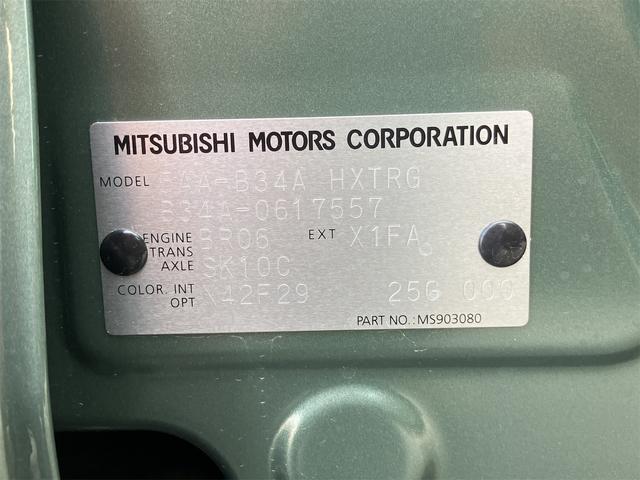 MITSUBISHI MOTORS CORPORATION
MODEL B34A HXTRG
B34A-0617557
ENGINE BR06 EXT X1FA
TRANS
AXLE SK10C
COLOR. INT 42F29 25G 000
OPT
PART NO.:MS903080